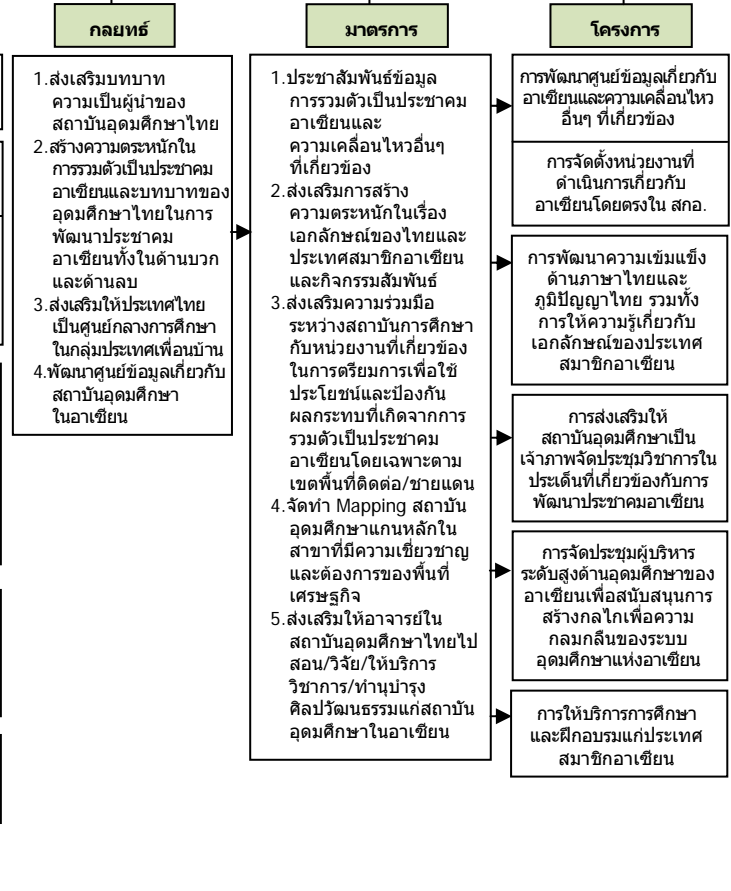 กลยทธ์
1.ส่งเสริมบทบาท
ความเป็นผู้นำของ
สถาบันอุดมศึกษาไทย
2.สร้างความตระหนักใน
การรวมตัวเป็นประชาคม
อาเซียนและบทบาทของ
อุดมศึกษาไทยในการ
พัฒนาประชาคม
อาเซียนทั้งในด้านบวก
และด้านลบ
3.ส่งเสริมให้ประเทศไทย
เป็นศูนย์กลางการศึกษา
ในกลุ่มประเทศเพื่อนบ้าน
4.พัฒนาศูนย์ข้อมูลเกี่ยวกับ
สถาบันอุดมศึกษา
ในอาเซียน
มาตรการ
1.ประชาสัมพันธ์ข้อมูล
การรวมตัวเป็นประชาคม
อาเซียนและ
ความเคลื่อนไหวอื่นๆ
ที่เกี่ยวข้อง
2.ส่งเสริมการสร้าง
ความตระหนักในเรื่อง
เอกลักษณ์ของไทยและ
ประเทศสมาชิกอาเซียน
และกิจกรรมสัมพันธ์
3.ส่งเสริมความร่วมมือ
ระหว่างสถาบันการศึกษา
กับหน่วยงานที่เกี่ยวข้อง
ในการตรียมการเพื่อใช้
ประโยชน์และป้องกัน
ผลกระทบที่เกิดจากการ
รวมตัวเป็นประชาคม
อาเซียนโดยเฉพาะตาม
เขตพื้นที่ติดต่อ/ชายแดน
4.จัดทำ Mapping สถาบัน
อุดมศึกษาแกนหลักใน
สาขาที่มีความเชี่ยวชาญ
และต้องการของพื้นที่
เศรษฐกิจ
5.ส่งเสริมให้อาจารย์ใน
สถาบันอุดมศึกษาไทยไป
สอน/วิจัย/ให้บริการ
วิชาการ/ทำนุบำรุง
ศิลปวัฒนธรรมแก่สถาบัน
อุดมศึกษาในอาเซียน
โครงการ
การพัฒนาศูนย์ข้อมูลเกี่ยวกับ
อาเซียนและความเคลื่อนไหว
อื่นๆ ที่เกี่ยวข้อง
การจัดตั้งหน่วยงานที่
ดำเนินการเกี่ยวกับ
อาเซียนโดยตรงใน สกอ.
การพัฒนาความเข้มแข็ง
ด้านภาษาไทยและ
ภูมิปัญญาไทย รวมทั้ง
การให้ความรู้เกี่ยวกับ
เอกลักษณ์ของประเทศ
สมาชิกอาเซียน
การส่งเสริมให้
สถาบันอุดมศึกษาเป็น
เจ้าภาพจัดประชุมวิชาการใน
ประเด็นที่เกี่ยวข้องกับการ
พัฒนาประชาคมอาเซียน
การจัดประชุมผู้บริหาร
ระดับสูงด้านอุดมศึกษาของ
อาเซียนเพื่อสนับสนุนการ
สร้างกลไกเพื่อความ
กลมกลืนของระบบ
อุดมศึกษาแห่งอาเซียน
การให้บริการการศึกษา
และฝึกอบรมแก่ประเทศ
สมาชิกอาเซียน